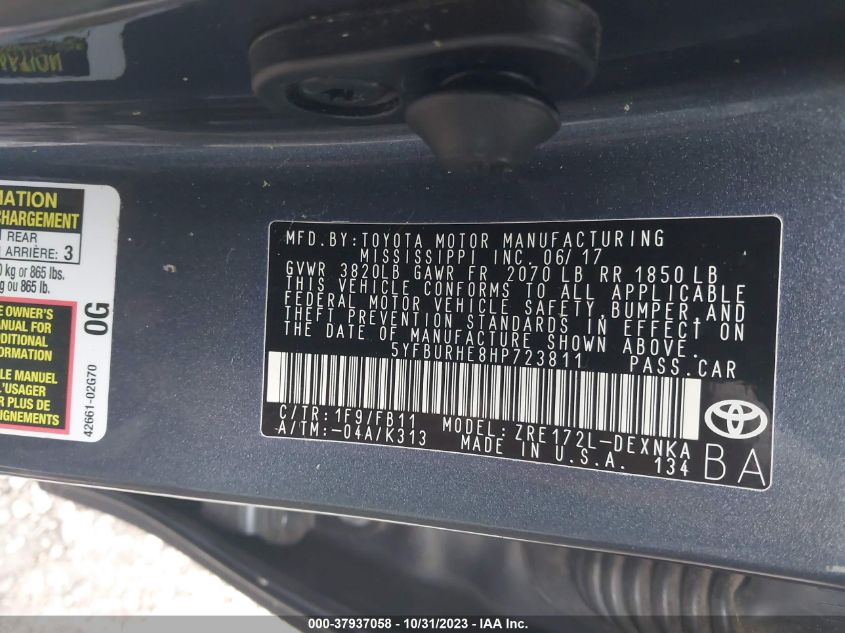 MATION
CHARGEMENT
REAR
ARRIÈRE: 3
kg or 865 lbs.
ou 865 lb.
OWNER'S
MANUAL FOR
INFORMATION
LE MANUEL
L'USAGER
DE PLUS
0G
42661-02G70
MFD.BY:TOYOTA MOTOR MANUFACTURING
MISSISSIPPI INC. 06/17
GVWR 3820LB GAWR FR 2070 LB RR 1850 LB
THIS VEHICLE CONFORMS TO ALL APPLICABLE
FEDERAL MOTOR VEHICLE SAFETY, BUMPER, AND
THEFT PREVENTION STANDARDS IN EFFECT ON
THE DATE OF MANUFACTURE SHOWN ABOVE.
5YFBURHE8HP723811 PASS.CAR
C/TR:1F9/FB11 MODEL:ZRE172L-DEXNKA
A/TM:-04A/K313 MADE IN U.S.A. 134
BA
000-37937058 - 10/31/2023 - IAA Inc.